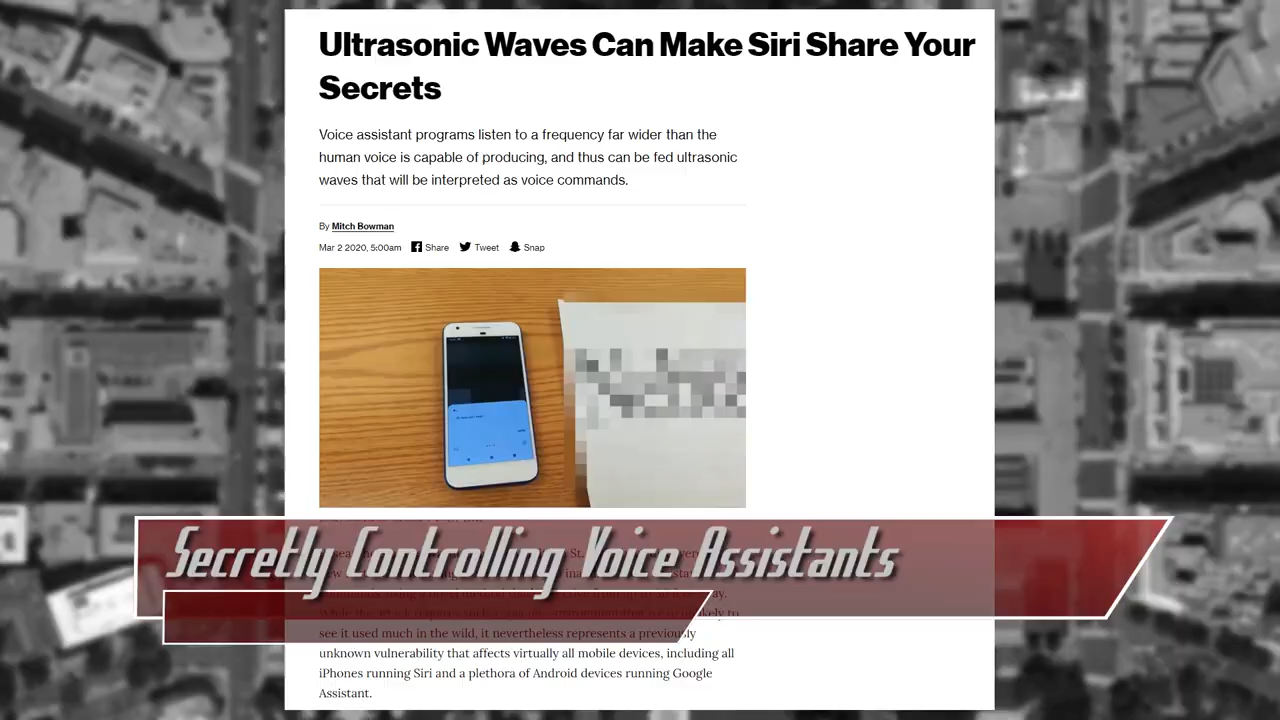 Ultrasonic Waves Can Make Siri Share Your
Secrets
Voice assistant programs listen to a frequency far wider than the
human voice is capable of producing, and thus can be fed ultrasonic
waves that will be interpreted as voice commands.
By Mitch Bowman
Mar 2 2020, 5:00am Share Tweet Snap
Secretly Controlling Voice Assistants
see it used much in the wild, it nevertheless represents a previously
unknown vulnerability that affects virtually all mobile devices, including all
iPhones running Siri and a plethora of Android devices running Google
Assistant.